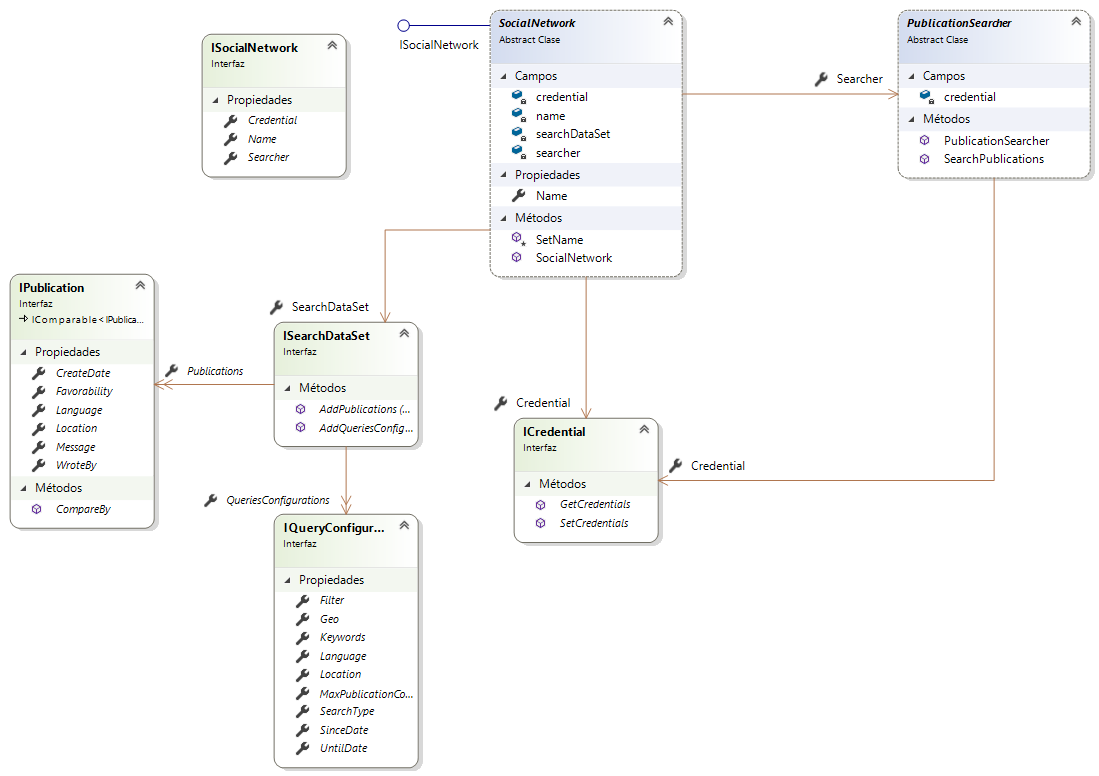 ISocialNetwork
Interfaz
Propiedades
Credential
Name
Searcher
ISocialNetwork
SocialNetwork
Abstract Clase
Campos
credential
name
searchDataSet
searcher
Propiedades
Name
Métodos
SetName
SocialNetwork
Searcher
PublicationSearcher
Abstract Clase
Campos
credential
Métodos
PublicationSearcher
SearchPublications
IPublication
Interfaz
IComparable<IPublica...
Propiedades
CreateDate
Favorability
Language
Location
Message
WroteBy
Métodos
CompareBy
Publications
SearchDataSet
ISearchDataSet
Interfaz
Métodos
AddPublications (...
AddQueriesConfig...
QueriesConfigurations
IQueryConfigur...
Interfaz
Propiedades
Filter
Geo
Keywords
Language
Location
MaxPublicationCo...
SearchType
SinceDate
UntilDate
Credential
ICredential
Interfaz
Métodos
GetCredentials
SetCredentials
Credential